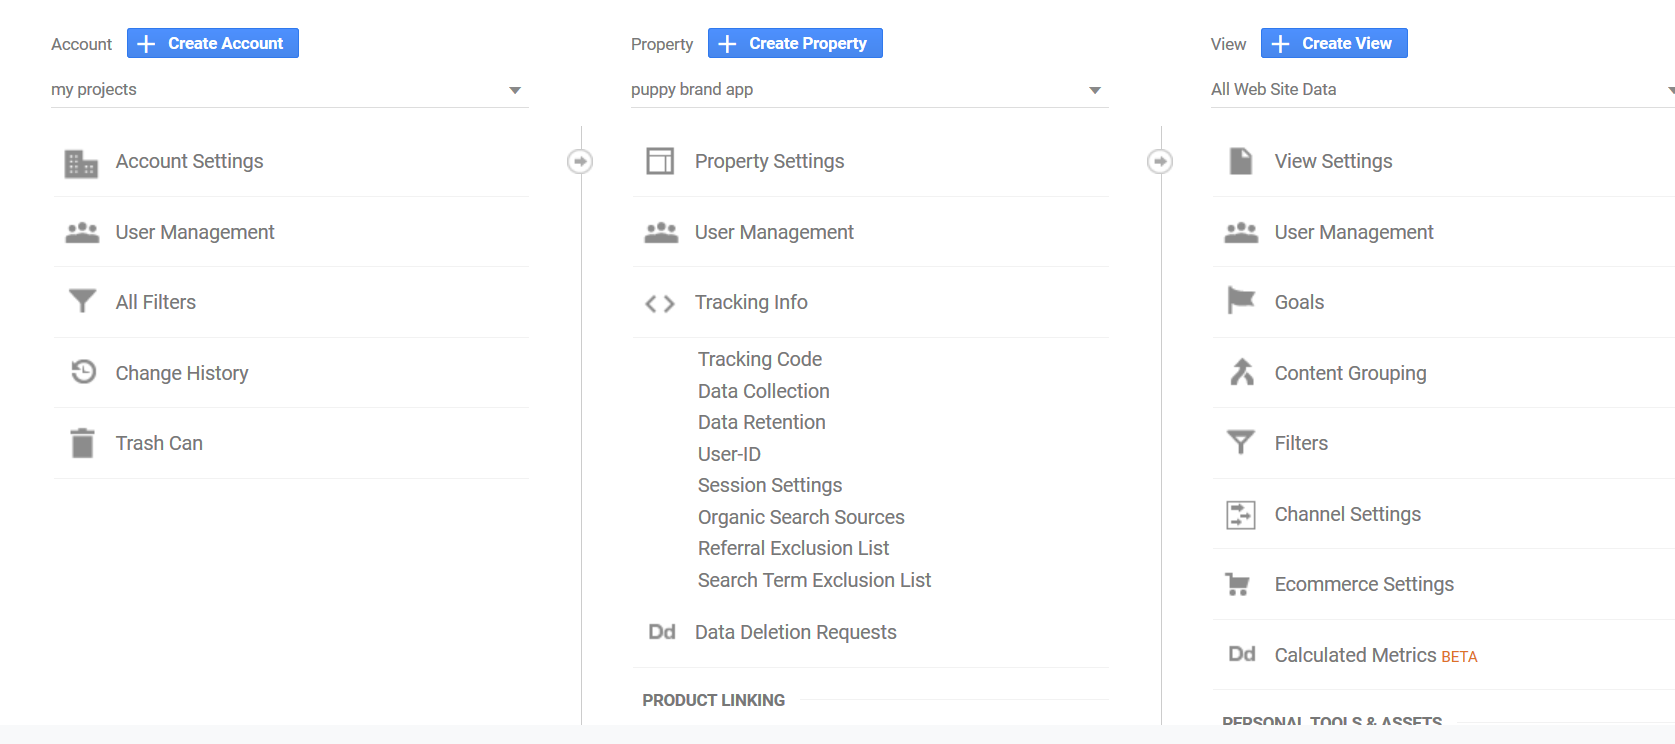 Account
Create Account
my projects
Account Settings
User Management
All Filters
Change History
Trash Can
Property
Create Property
puppy brand app
Property Settings
User Management
Tracking Info
Tracking Code
Data Collection
Data Retention
User-ID
Session Settings
Organic Search Sources
Referral Exclusion List
Search Term Exclusion List
Dd Data Deletion Requests
PRODUCT LINKING
View
Create View
All Web Site Data
View Settings
User Management
Goals
Content Grouping
Filters
Channel Settings
Ecommerce Settings
Dd Calculated Metrics BETA
PERSONAL TOOLS & ASSETS